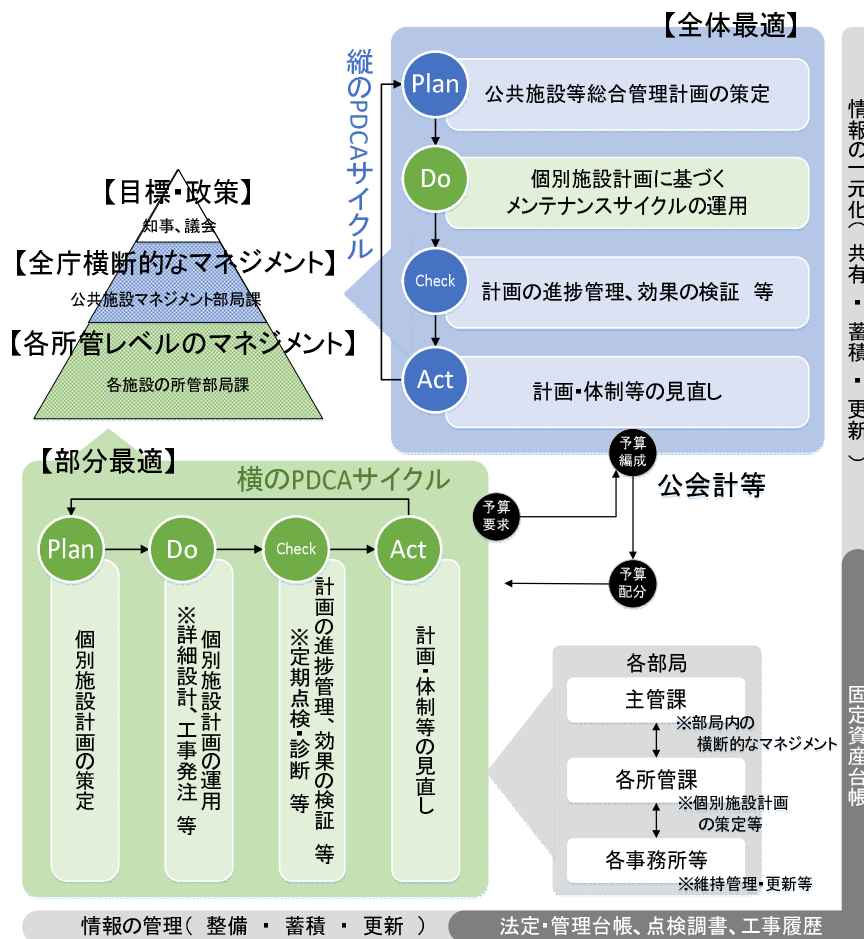 【全体最適】
縦のPDCAサイクル
Plan
公共施設等総合管理計画の策定
Do
個別施設計画に基づく
メンテナンスサイクルの運用
Check
計画の進捗管理、効果の検証 等
Act
計画・体制等の見直し
【目標・政策】
知事、議会
【全庁横断的なマネジメント】
公共施設マネジメント部局課
【各所管レベルのマネジメント】
各施設の所管部局課
情報の一元化(共有・蓄積・更新)
固定資産台帳
【部分最適】
横のPDCAサイクル
Plan
個別施設計画の策定
Do
個別施設計画の運用
※詳細設計、工事発注 等
Check
計画の進捗管理、効果の検証 等
※定期点検・診断 等
Act
計画・体制等の見直し
予算
要求
予算
編成
公会計等
予算
配分
各部局
主管課
※部局内の
横断的なマネジメント
各所管課
※個別施設計画
の策定等
各事務所等
※維持管理・更新等
情報の管理( 整備 ・ 蓄積 ・ 更新 )
法定・管理台帳、点検調書、工事履歴